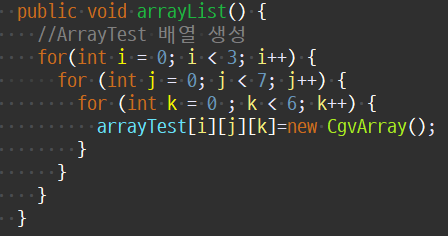 public void arrayList() {
//ArrayTest 배열 생성
for(int i = 0; i < 3; i++) {
for (int j = 0; j < 7; j++) {
for (int k = 0 ; k < 6; k++) {
arrayTest[i][j][k]=new CgvArray();
}
}
}
}